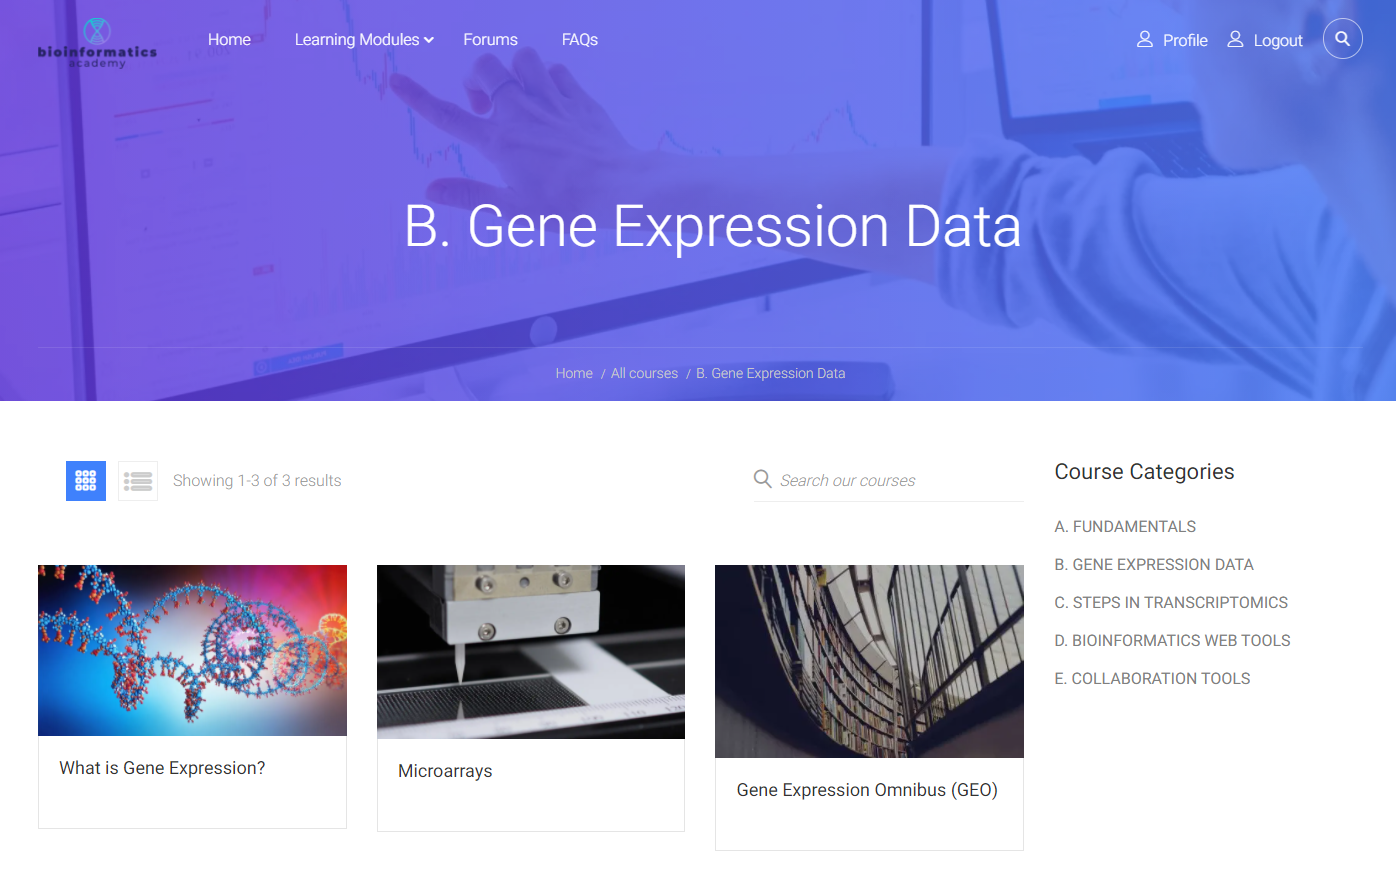 bioinformatics
academy
Home
Learning Modules
Forums
FAQs
Profile
Logout
B. Gene Expression Data
Home / All courses / B. Gene Expression Data
Showing 1-3 of 3 results
Search our courses
Course Categories
A. FUNDAMENTALS
B. GENE EXPRESSION DATA
C. STEPS IN TRANSCRIPTOMICS
D. BIOINFORMATICS WEB TOOLS
E. COLLABORATION TOOLS
What is Gene Expression?
Microarrays
Gene Expression Omnibus (GEO)